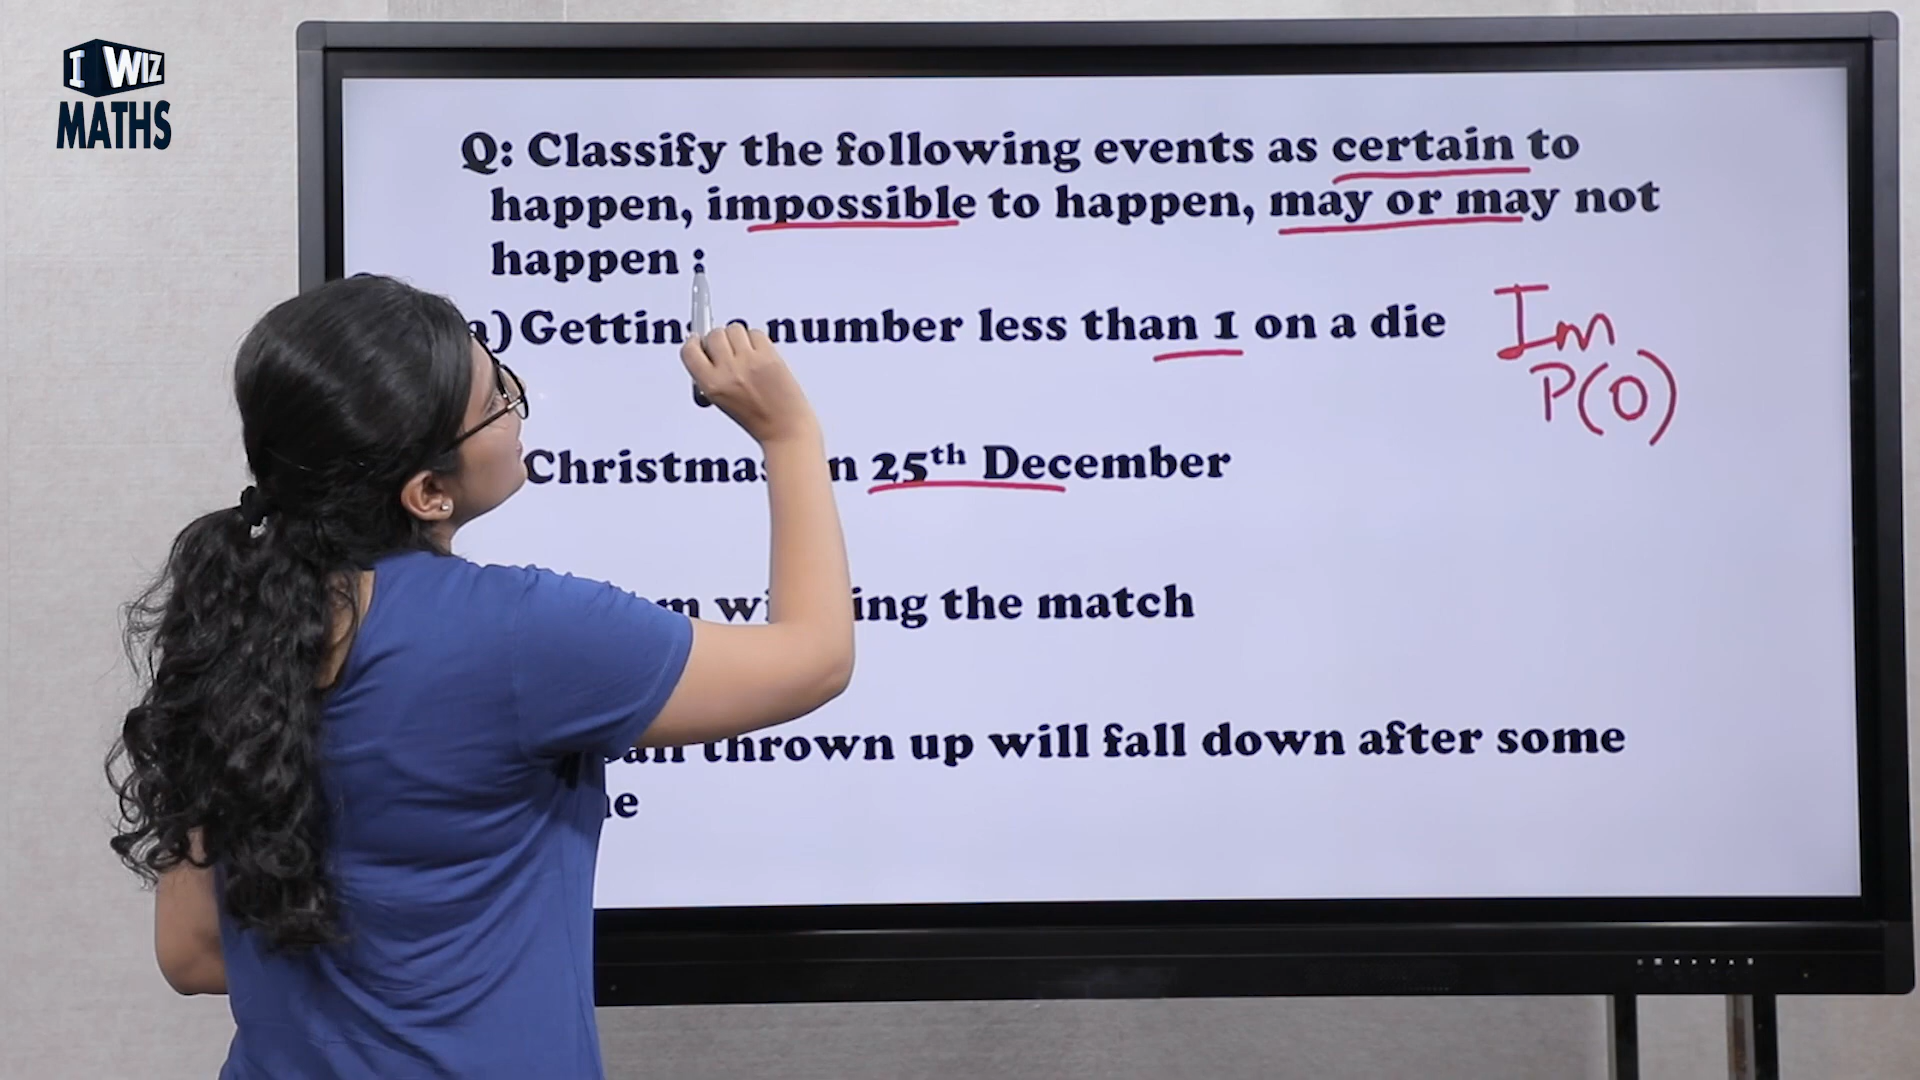 I WIZ
MATHS
Q: Classify the following events as certain to
happen, impossible to happen, may or may not
happen :
a) Getting a number less than 1 on a die
Im
P(0)
Christmas 25th December
the match
thrown up will fall down after some